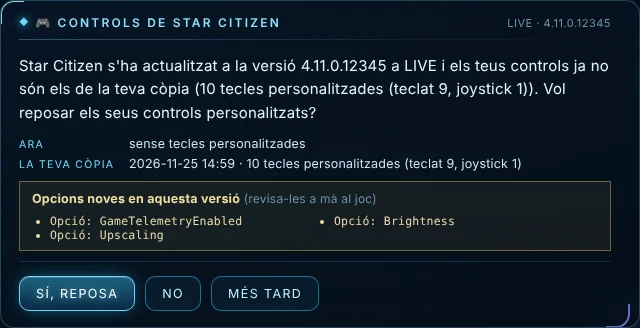 CONTROLS DE STAR CITIZEN
LIVE · 4.11.0.12345
Star Citizen s'ha actualitzat a la versió 4.11.0.12345 a LIVE i els teus controls ja no
són els de la teva còpia (10 tecles personalitzades (teclat 9, joystick 1)). Vol
reposar els seus controls personalitzats?
ARA sense tecles personalitzades
LA TEVA CÒPIA 2026-11-25 14:59 · 10 tecles personalitzades (teclat 9, joystick 1)
Opcions noves en aquesta versió (revisa-les a mà al joc)
• Opció: GameTelemetryEnabled
• Opció: Brightness
• Opció: Upscaling
SÍ, REPOSA
NO
MÉS TARD